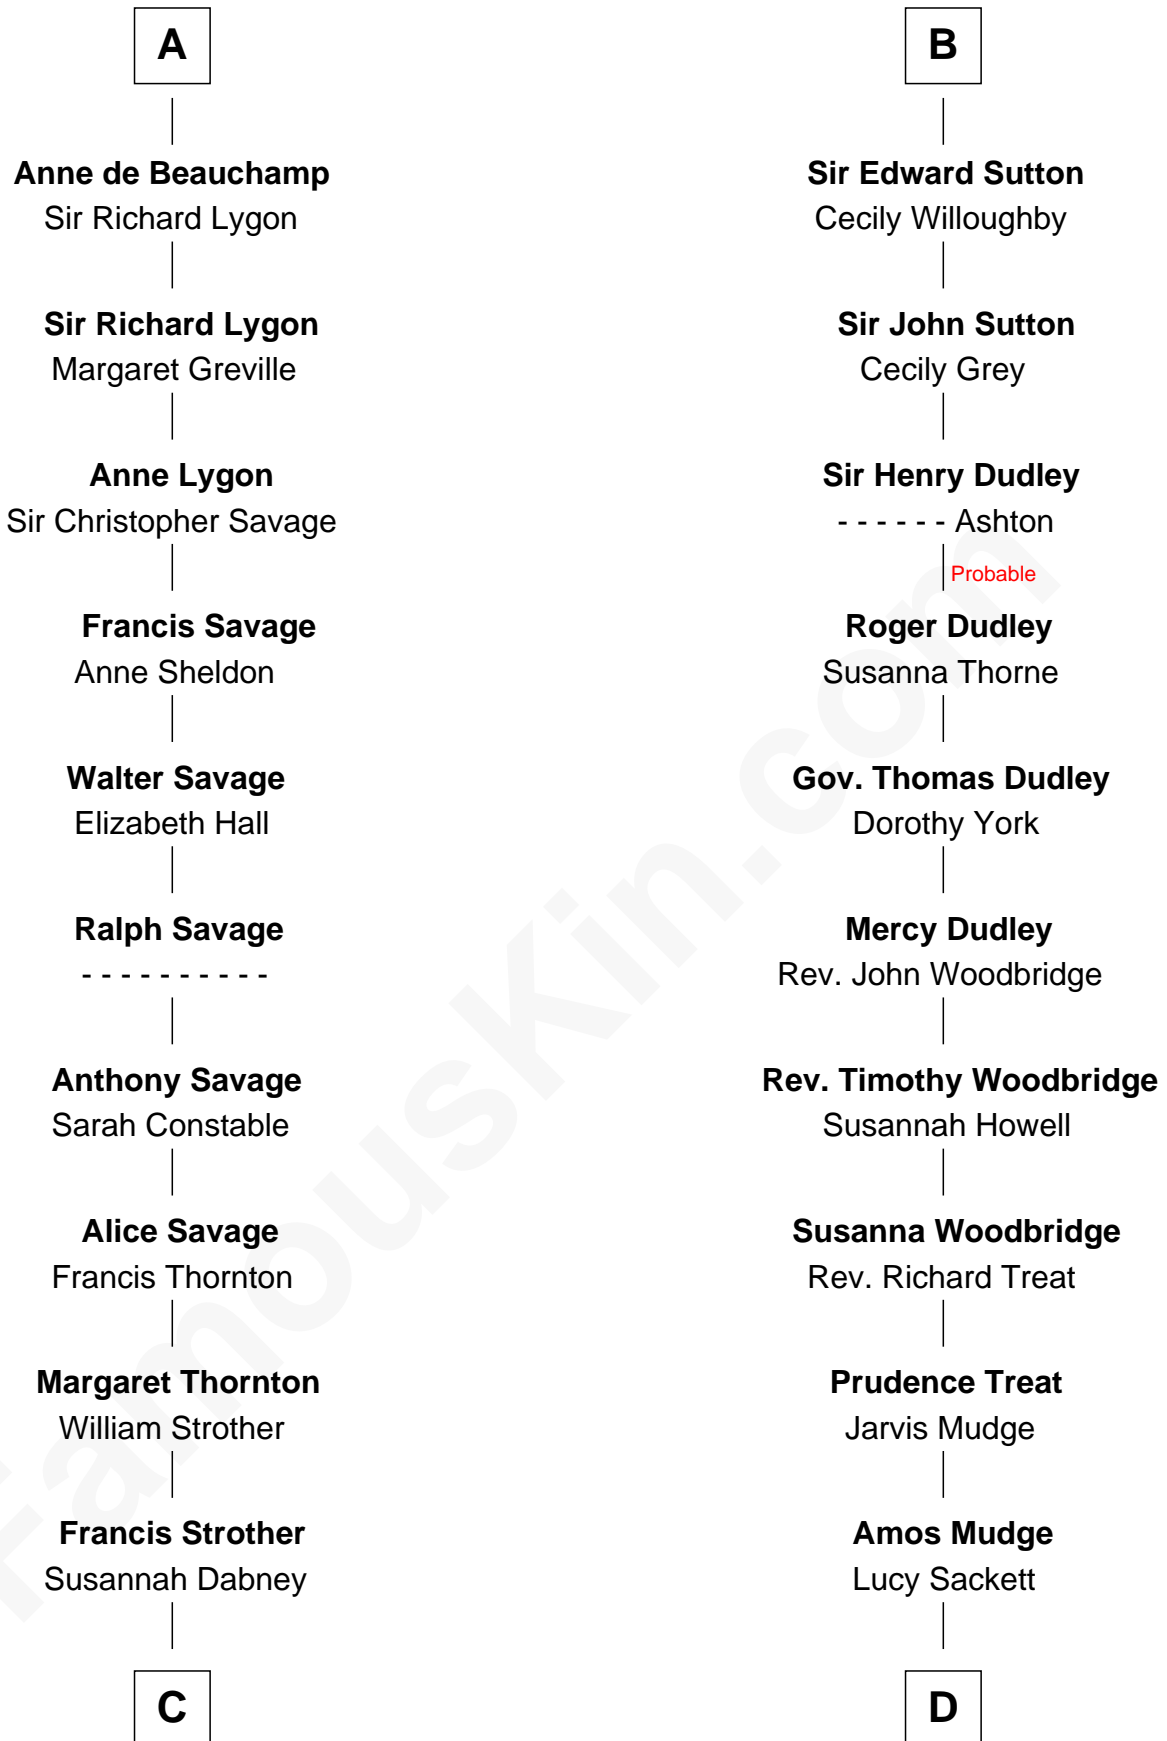 A
Anne de Beauchamp
Sir Richard Lygon
Sir Richard Lygon
Margaret Greville
Anne Lygon
Sir Christopher Savage
Francis Savage
Anne Sheldon
Walter Savage
Elizabeth Hall
Ralph Savage
- - - - - - - - - -
Anthony Savage
Sarah Constable
Alice Savage
Francis Thornton
Margaret Thornton
William Strother
Francis Strother
Susannah Dabney
C
B
Sir Edward Sutton
Cecily Willoughby
Sir John Sutton
Cecily Grey
Sir Henry Dudley
- - - - - - Ashton
Probable
Roger Dudley
Susanna Thorne
Gov. Thomas Dudley
Dorothy York
Mercy Dudley
Rev. John Woodbridge
Rev. Timothy Woodbridge
Susannah Howell
Susanna Woodbridge
Rev. Richard Treat
Prudence Treat
Jarvis Mudge
Amos Mudge
Lucy Sackett
D
FamousKin.com